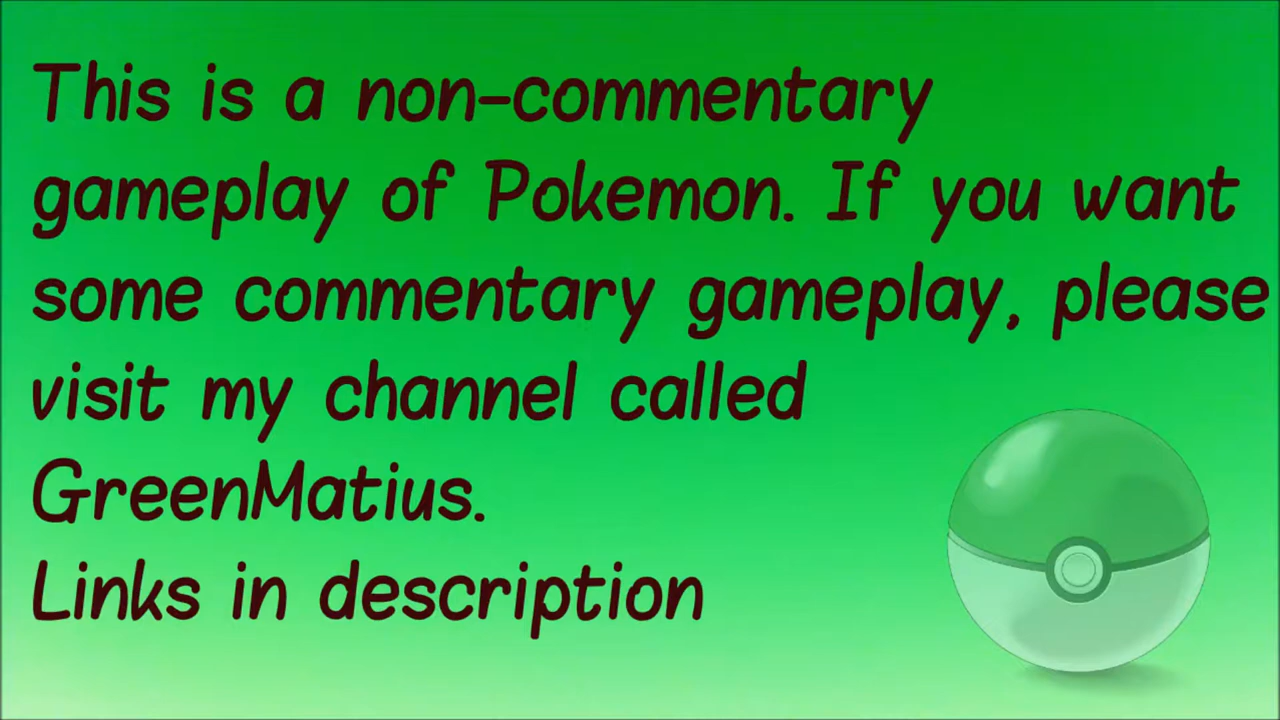 This is a non-commentary
gameplay of Pokemon. If you want
some commentary gameplay, please
visit my channel called
GreenMatius.
Links in description